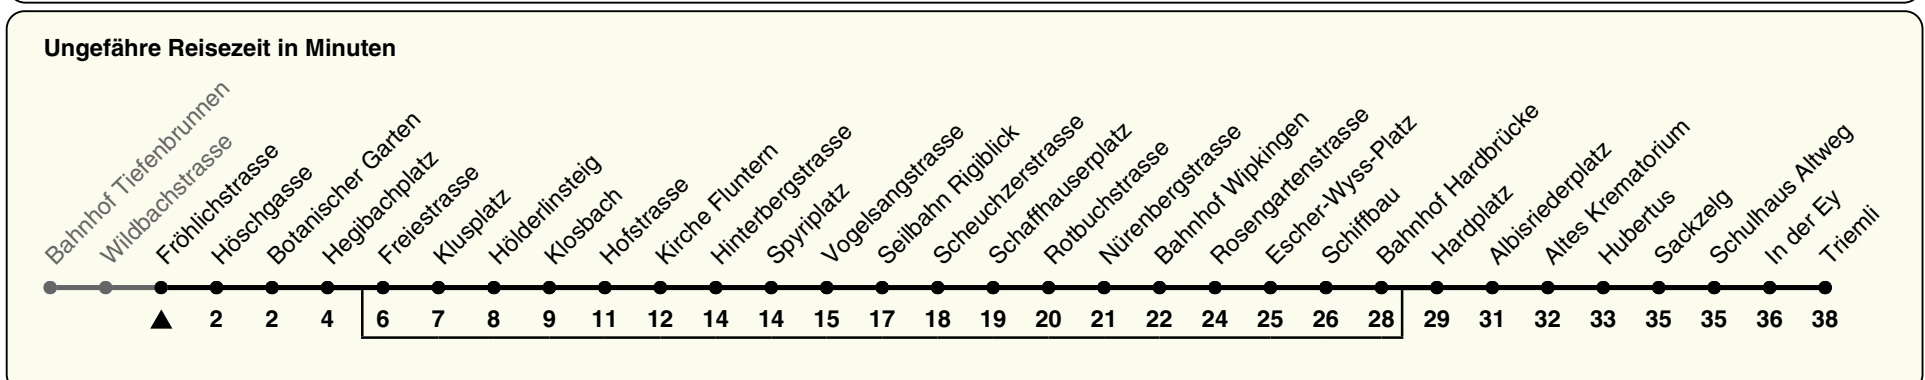 Ungefähre Reisezeit in Minuten
Bahnhof Tiefenbrunnen
Wildbachstrasse
Fröhlichstrasse
Höschgasse
Botanischer Garten
Hegibachplatz
Freiestrasse
Klusplatz
Hölderlinsteig
Klosbach
Hofstrasse
Kirche Fluntern
Hinterbergstrasse
Spyriplatz
Vogelsangstrasse
Seilbahn Rigiblick
Scheuchzerstrasse
Schaffhauserplatz
Rotbuchstrasse
Nürenbergstrasse
Bahnhof Wipkingen
Rosengartenstrasse
Escher-Wyss-Platz
Schiffbau
Bahnhof Hardbrücke
Hardplatz
Albisriederplatz
Altes Krematorium
Hubertus
Sackzelg
Schulhaus Altweg
In der Ey
Triemli
2 2 4 6 7 8 9 11 12 14 14 15 17 18 19 20 21 22 24 25 26 28 29 31 32 33 35 35 36 38